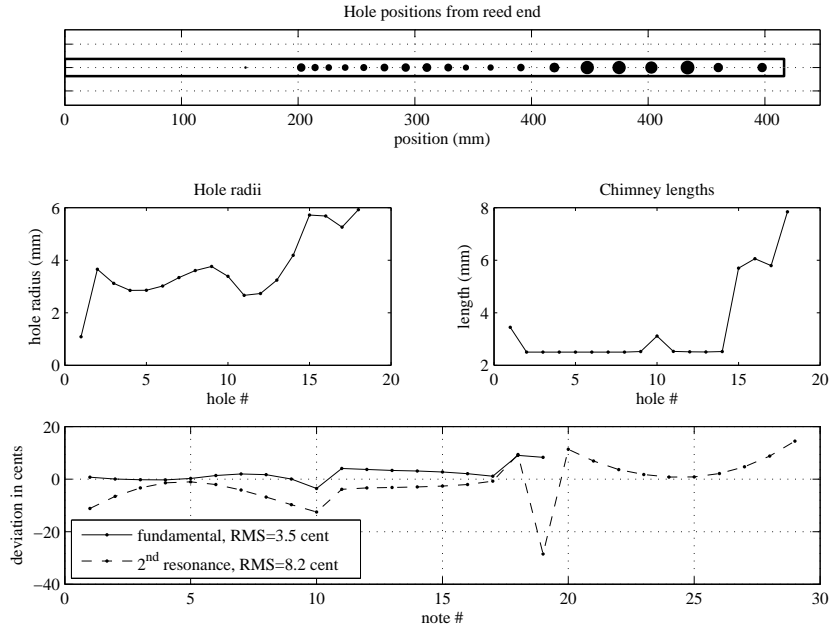 Hole positions from reed end
0 100 100 200 300 400 400
position (mm)
Hole radii
6
4
2
0
hole radius (mm)
0 5 10 15 20
hole #
Chimney lengths
8
6
4
2
length (mm)
0 5 10 15 20
hole #
20
0
−20
−40
deviation in cents
fundamental, RMS=3.5 cent
2nd resonance, RMS=8.2 cent
0 5 10 15 20 25 30
note #